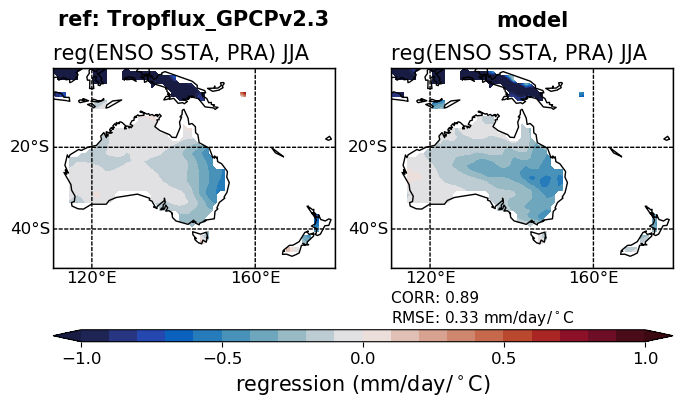 ref: Tropflux_GPCPv2.3
model
reg(ENSO SSTA, PRA) JJA
reg(ENSO SSTA, PRA) JJA
20°S
20°S
40°S
40°S
120°E
160°E
120°E
160°E
CORR: 0.89
RMSE: 0.33 mm/day/°C
−1.0
−0.5
0.0
0.5
1.0
regression (mm/day/°C)